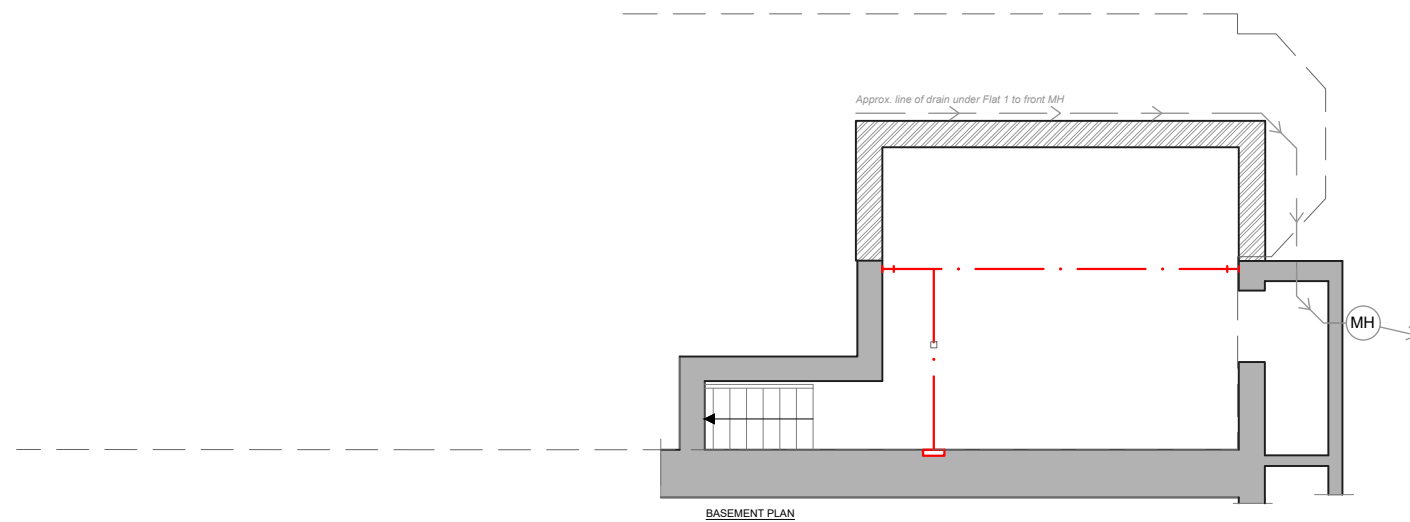 Approx. line of drain under Flat 1 to front MH
MH
BASEMENT PLAN